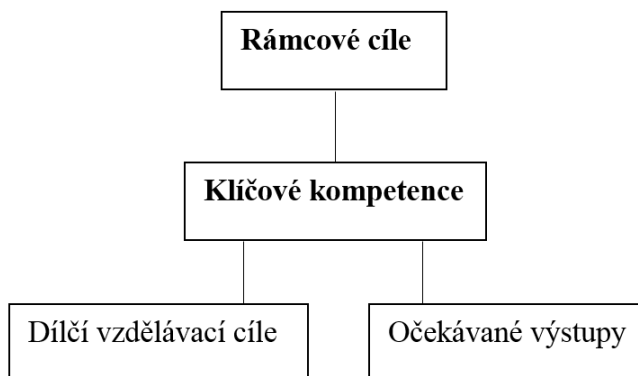 Rámcové cíle
Klíčové kompetence
Dílčí vzdělávací cíle
Očekávané výstupy